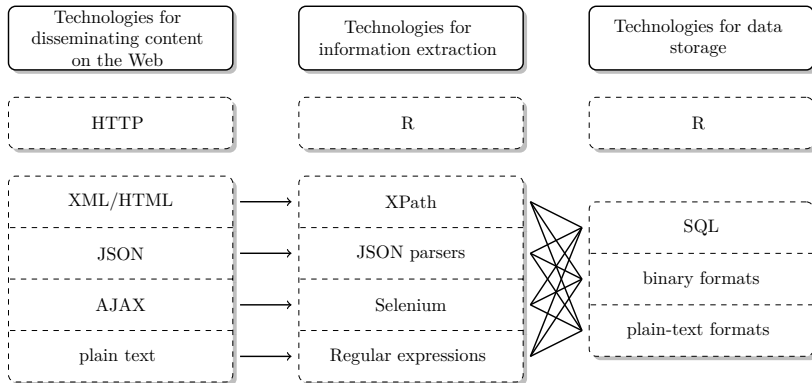 Technologies for
disseminating content
on the Web
Technologies for
information extraction
Technologies for data
storage
HTTP
R
R
XML/HTML
JSON
AJAX
plain text
XPath
JSON parsers
Selenium
Regular expressions
SQL
binary formats
plain-text formats